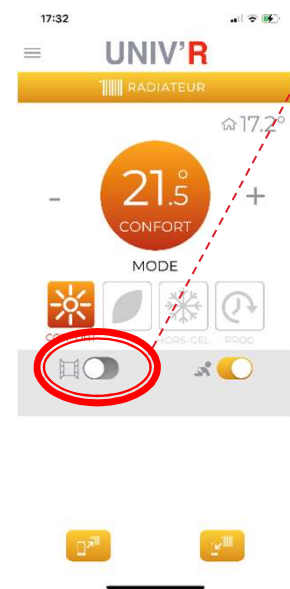 17:32
UNIV'R
RADIATEUR
17.2°
- 21.5° +
CONFORT
MODE
HORS-GEL PROG